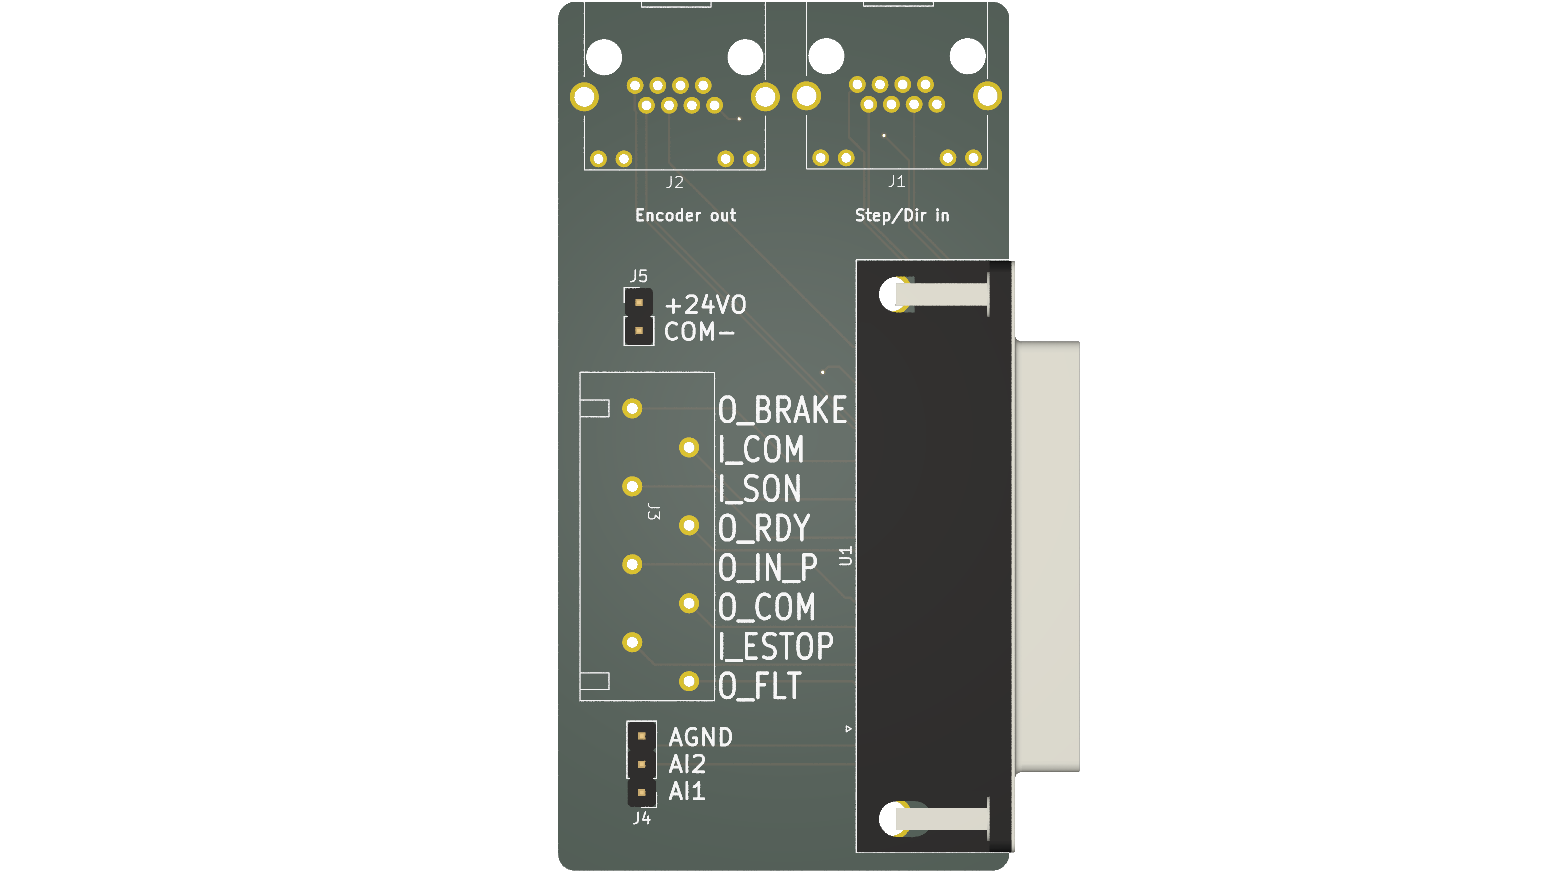 J2
J1
Encoder out
Step/Dir in
J5
+24VO
COM-
O_BRAKE
I_COM
I_SON
J3
O_RDY
U1
O_IN_P
O_COM
I_ESTOP
O_FLT
AGND
AI2
AI1
J4